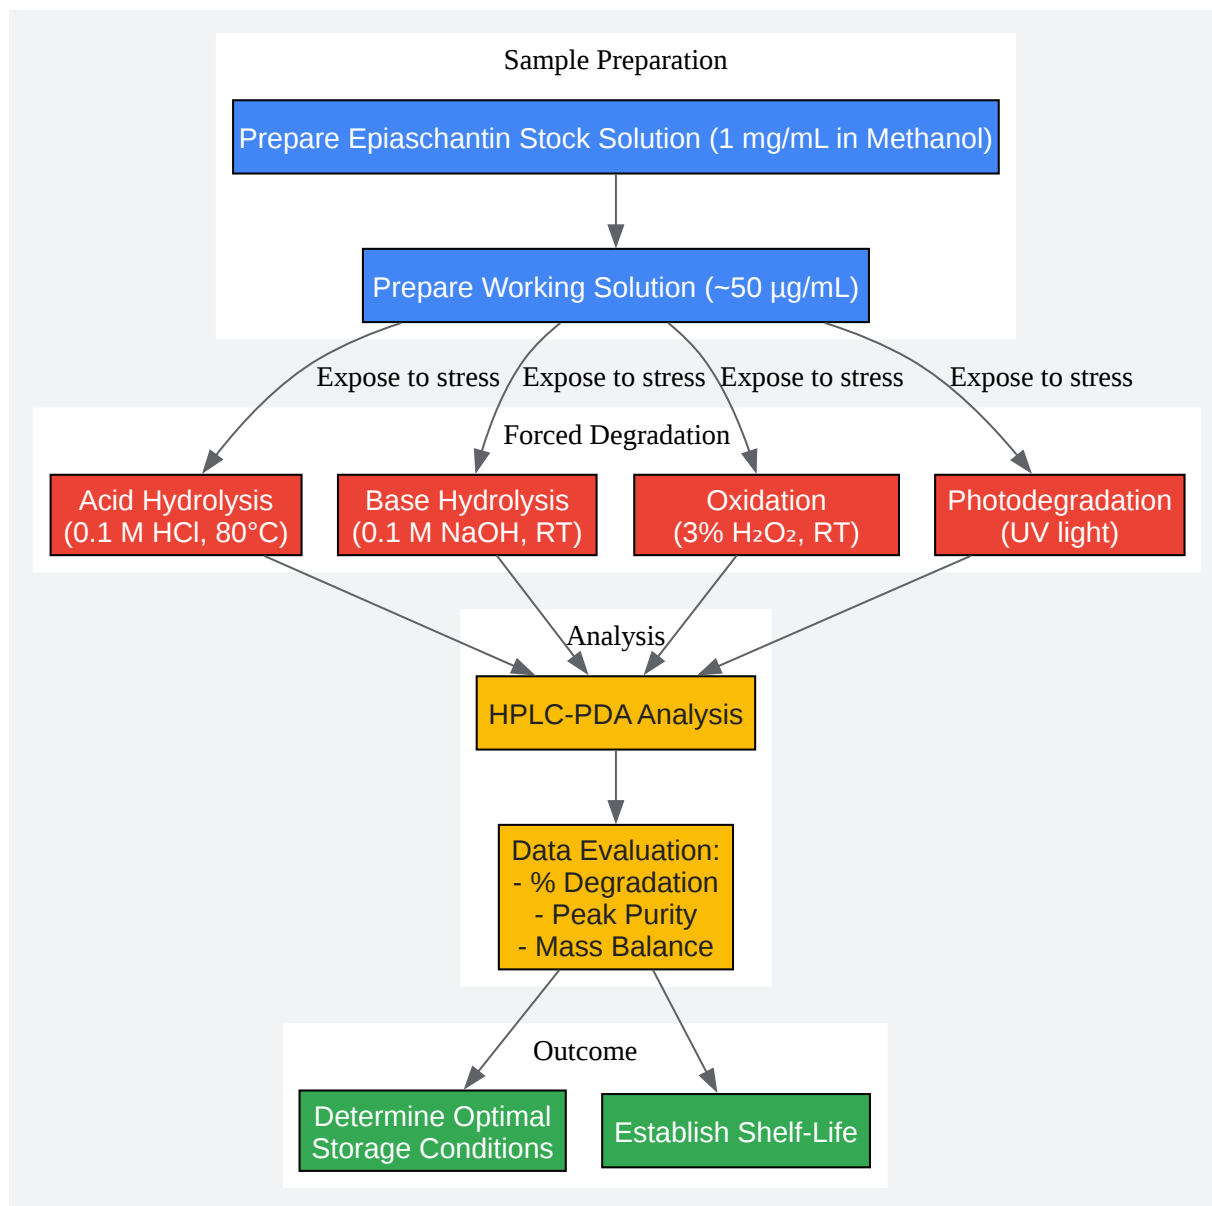 Sample Preparation
Prepare Epiaschantin Stock Solution (1 mg/mL in Methanol)
Prepare Working Solution (~50 µg/mL)
Expose to stress
Expose to stress
Expose to stress
Expose to stress
Forced Degradation
Acid Hydrolysis
(0.1 M HCl, 80°C)
Base Hydrolysis
(0.1 M NaOH, RT)
Oxidation
(3% H₂O₂, RT)
Photodegradation
(UV light)
Analysis
HPLC-PDA Analysis
Data Evaluation:
- % Degradation
- Peak Purity
- Mass Balance
Outcome
Determine Optimal
Storage Conditions
Establish Shelf-Life